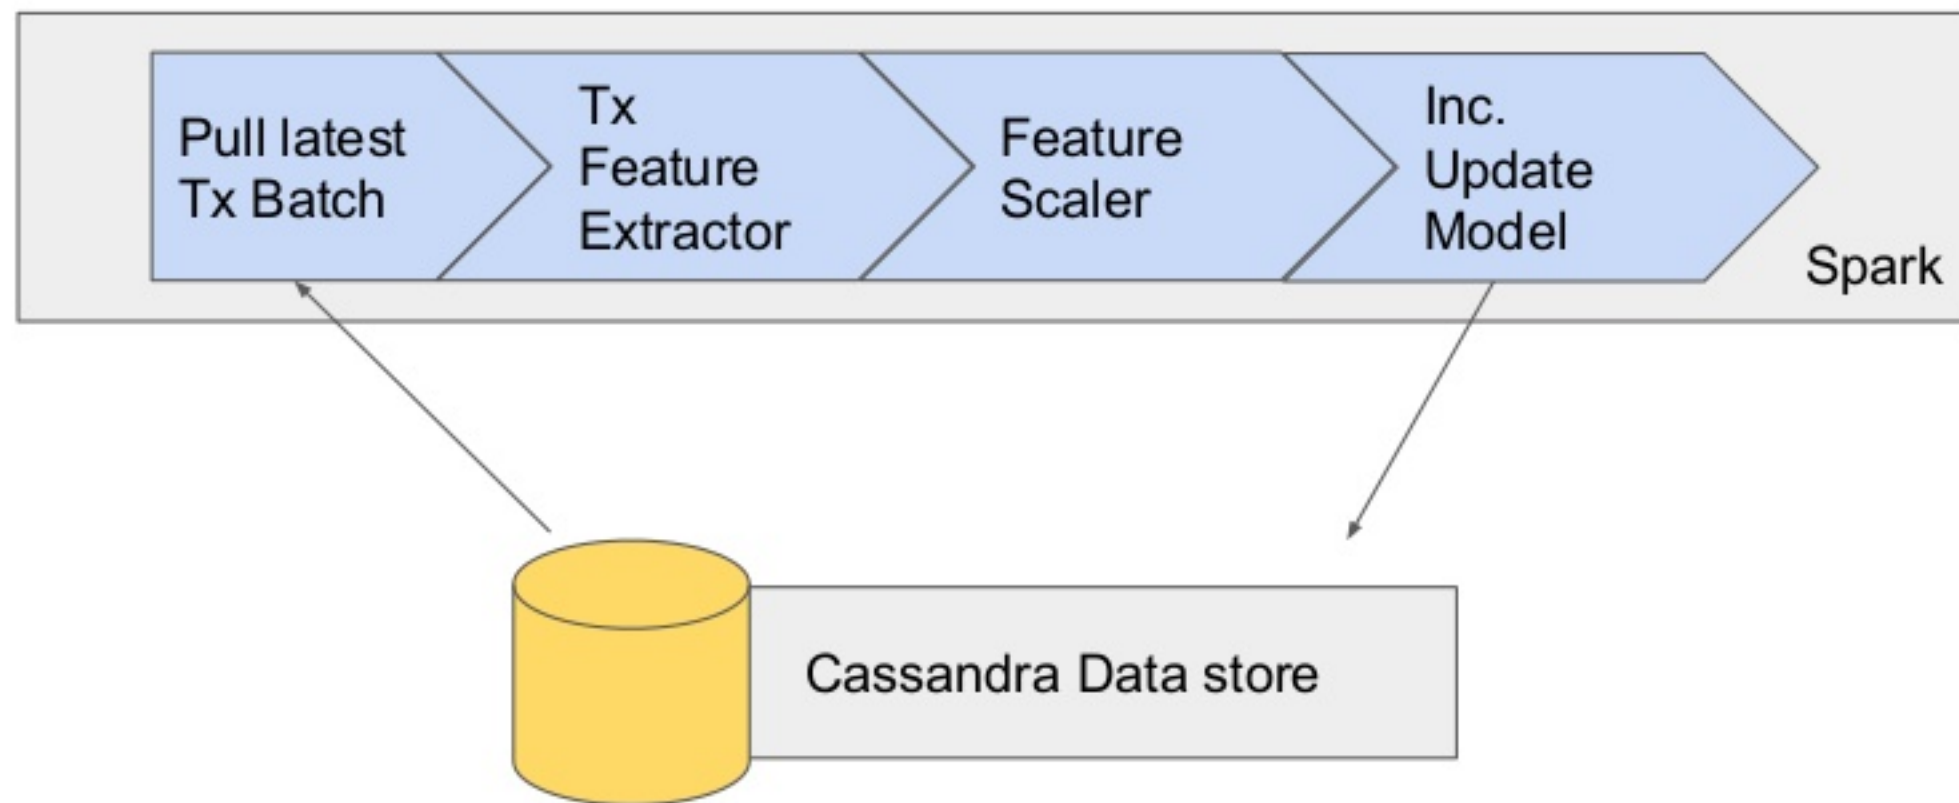 Pull latest
Tx Batch
Tx
Feature
Extractor
Feature
Scaler
Inc.
Update
Model
Spark
Cassandra Data store